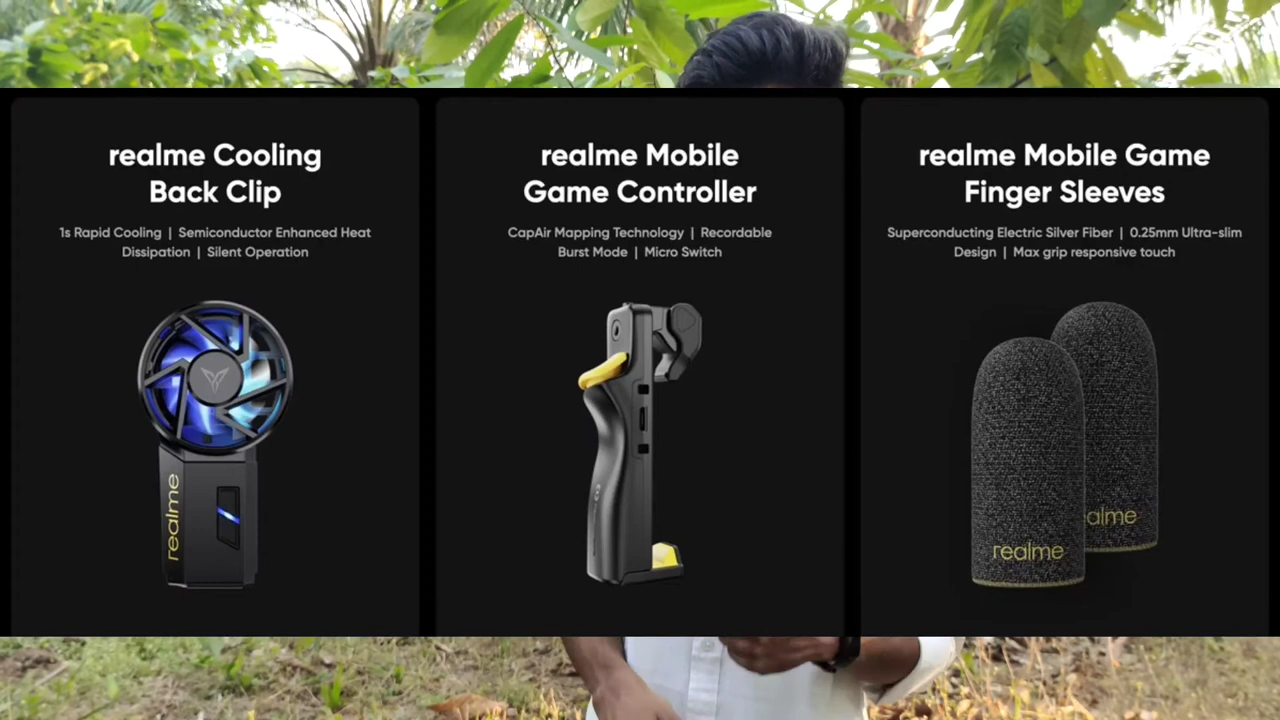 realme Cooling
Back Clip
1s Rapid Cooling | Semiconductor Enhanced Heat
Dissipation | Silent Operation
realme
realme Mobile
Game Controller
CapAir Mapping Technology | Recordable
Burst Mode | Micro Switch
realme Mobile Game
Finger Sleeves
Superconducting Electric Silver Fiber | 0.25mm Ultra-slim
Design | Max grip responsive touch
alme
realme